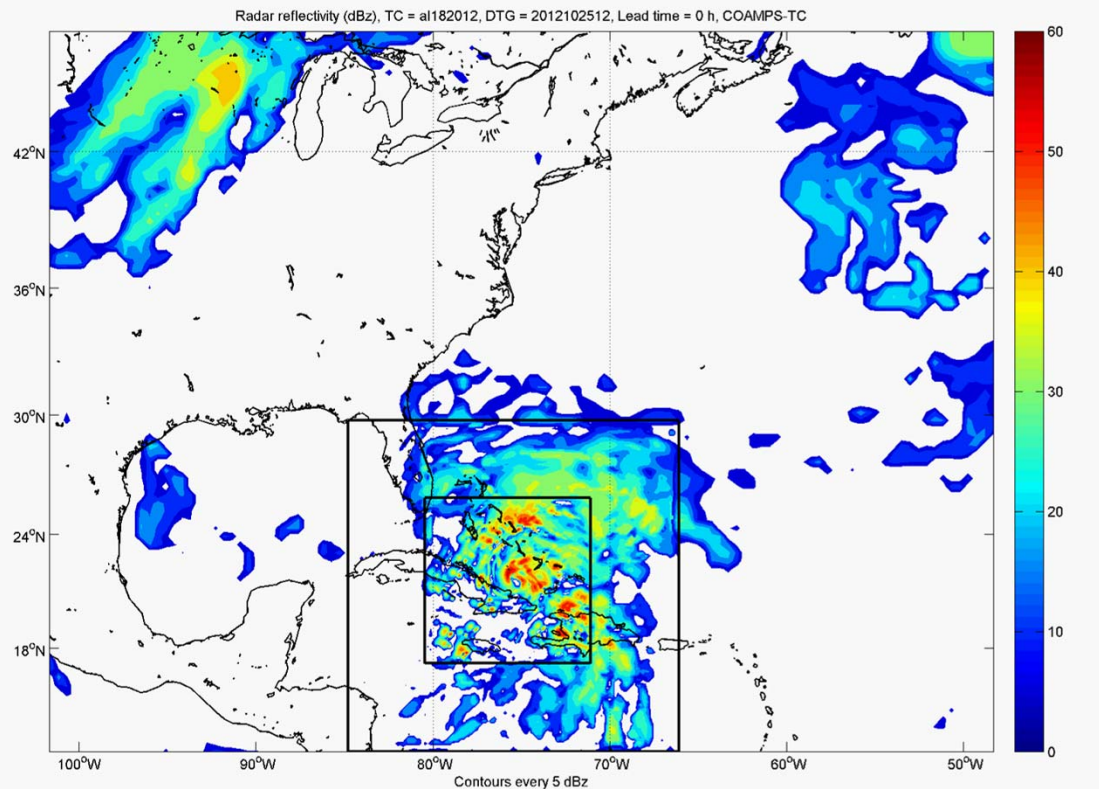 Radar reflectivity (dBz), TC = al182012, DTG = 2012102512, Lead time = 0 h, COAMPS-TC
60
50
42°N
40
36°N
30
30°N
24°N
20
18°N
10
0
100°W 90°W 80°W 70°W 60°W 50°W
Contours every 5 dBz